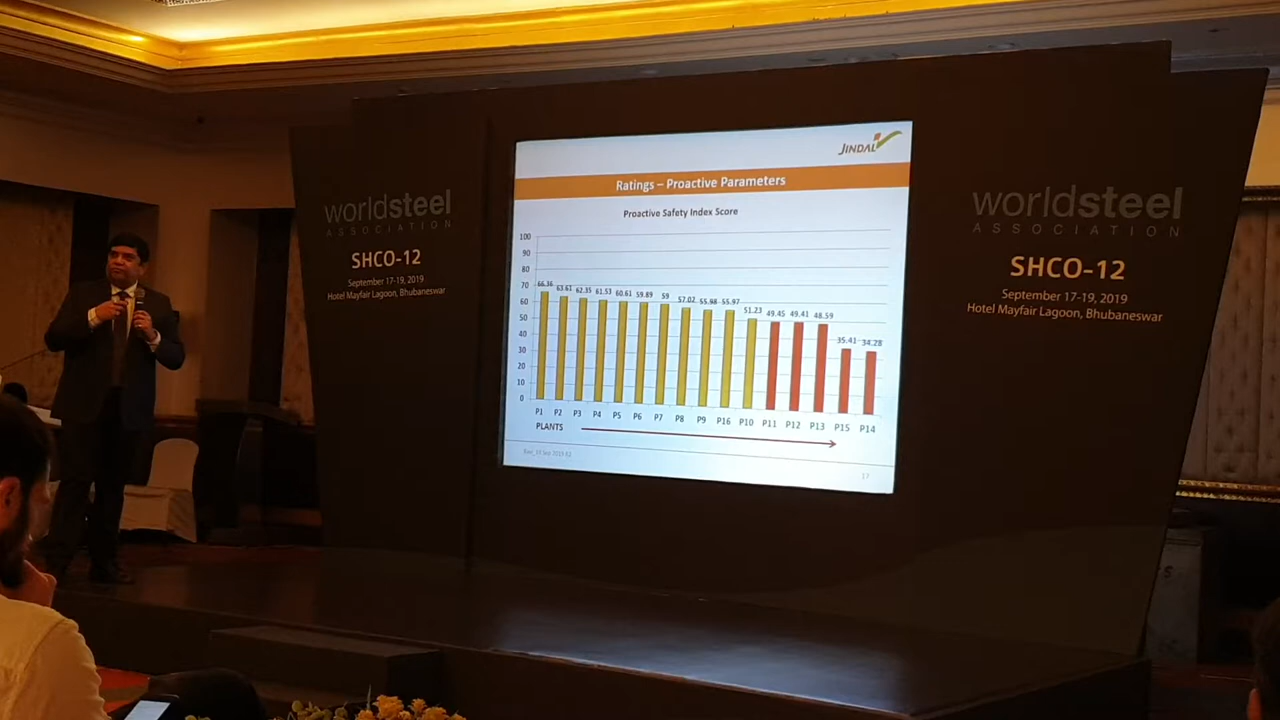 worldsteel
ASSOCIATION
SHCO-12
September 17-19, 2019
Hotel Mayfair Lagoon, Bhubaneswar
JINDAL
Ratings – Proactive Parameters
Proactive Safety Index Score
100
90
80
70
60
50
40
30
20
10
0
66.36 63.61 62.35 61.53 60.61 59.89 59 57.02 55.98 55.97 51.23 49.45 49.41 48.59 35.41 34.28
P1 P2 P3 P4 P5 P6 P7 P8 P9 P16 P10 P11 P12 P13 P15 P14
PLANTS
17
worldsteel
ASSOCIATION
SHCO-12
September 17-19, 2019
Hotel Mayfair Lagoon, Bhubaneswar